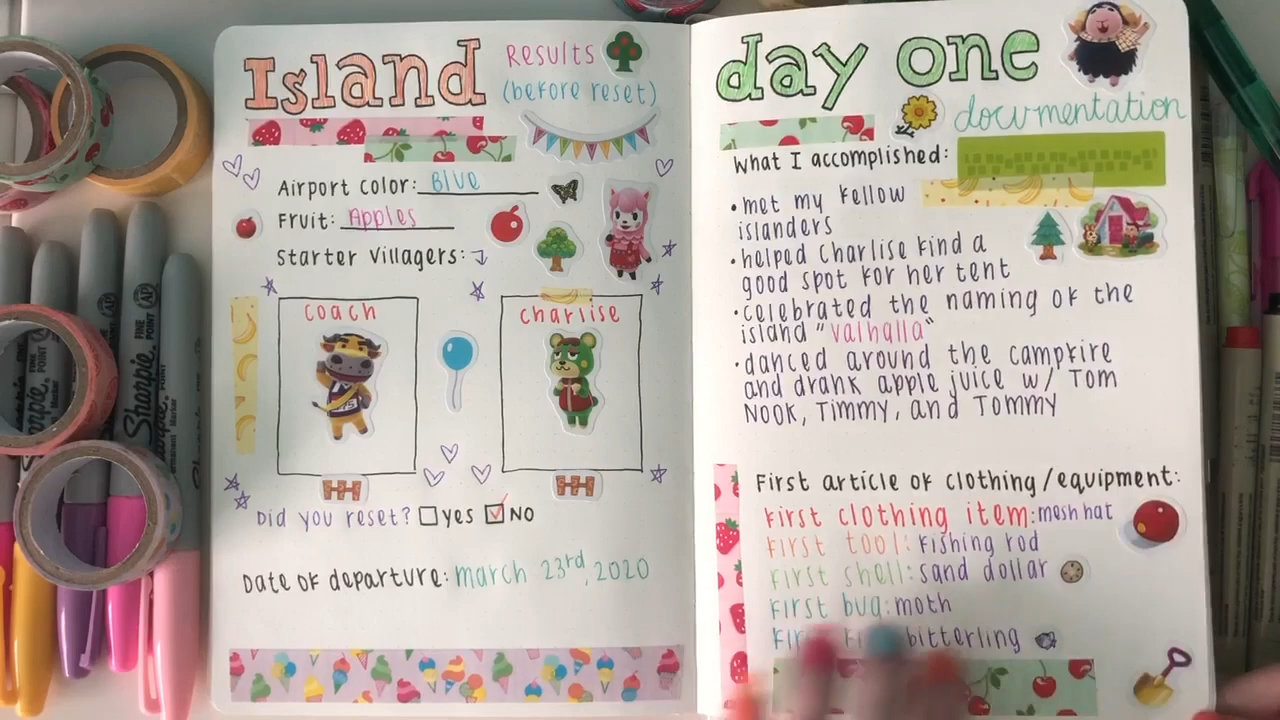 Island
Results
(before reset)
Airport color: Blue
Fruit: Apples
Starter Villagers:
coach
charlise
Did you reset? yes NO
Date of departure: march 23rd, 2020
day one
documentation
What I accomplished:
•met my fellow
islanders
•helped Charlise find a
good spot for her tent
•celebrated the naming of the
island "Valhalla"
•danced around the campfire
and drank apple juice w/ Tom
Nook, Timmy, and Tommy
First article of clothing/equipment:
First clothing item: mesh hat
First tool: fishing rod
First shell: sand dollar
First bug: moth
bitterling
Sharpie
FINE
POINT
AP
Sharpie